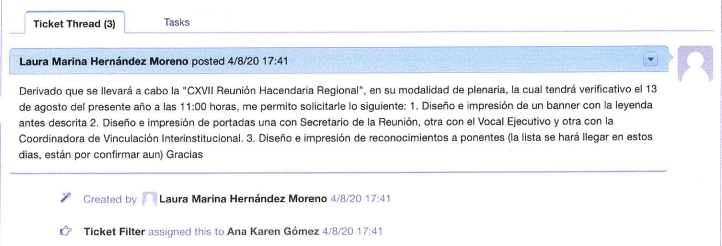 Ticket Thread (3) Tasks
Laura Marina Hernández Moreno posted 4/8/20 17:41
Derivado que se llevará a cabo la "CXVII Reunión Hacendaria Regional", en su modalidad de plenaria, la cual tendrá verificativo el 13
de agosto del presente año a las 11:00 horas, me permito solicitarle lo siguiente: 1. Diseño e impresión de un banner con la leyenda
antes descrita 2. Diseño e impresión de portadas una con Secretario de la Reunión, otra con el Vocal Ejecutivo y otra con la
Coordinadora de Vinculación Interinstitucional. 3. Diseño e impresión de reconocimientos a ponentes (la lista se hará llegar en estos
dias, están por confirmar aun) Gracias
Created by Laura Marina Hernández Moreno 4/8/20 17:41
Ticket Filter assigned this to Ana Karen Gómez 4/8/20 17:41